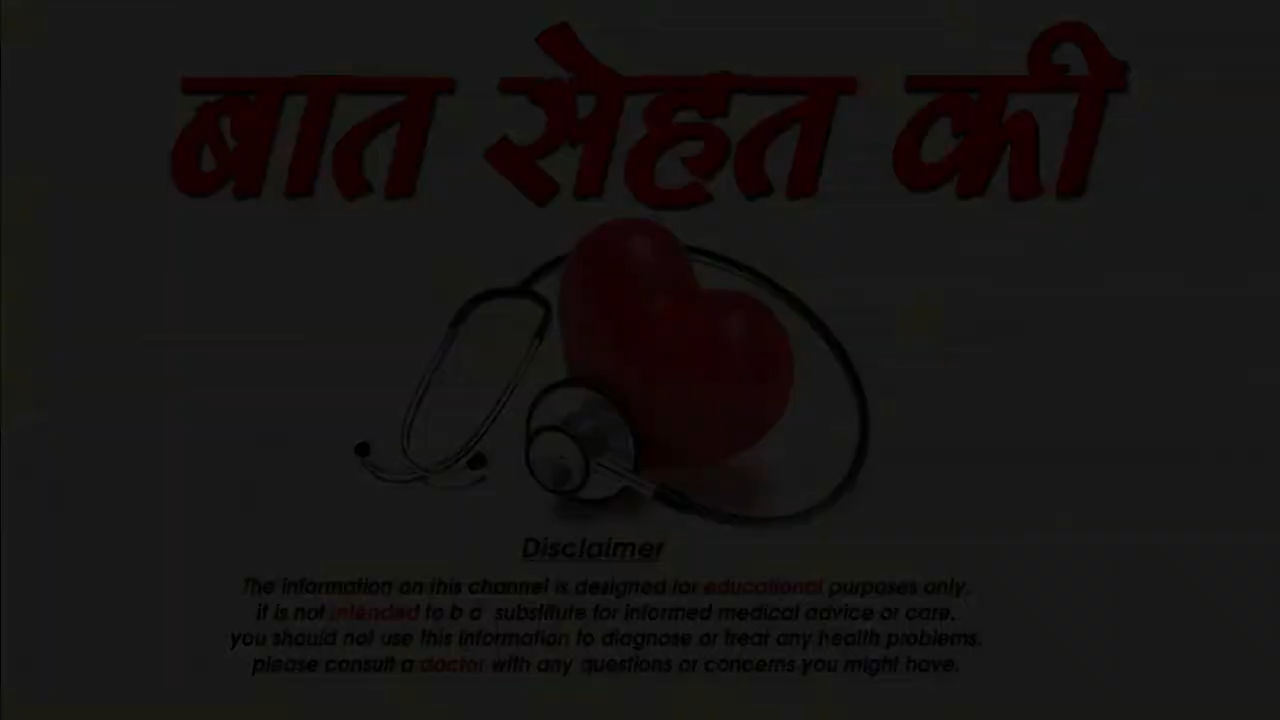 बात सेहत की
Disclaimer
The information on this channel is designed for educational purposes only,
it is not intended to b a substitute for informed medical advice or care.
you should not use this information to diagnose or treat any health problems.
please consult a doctor with any questions or concerns you might have.